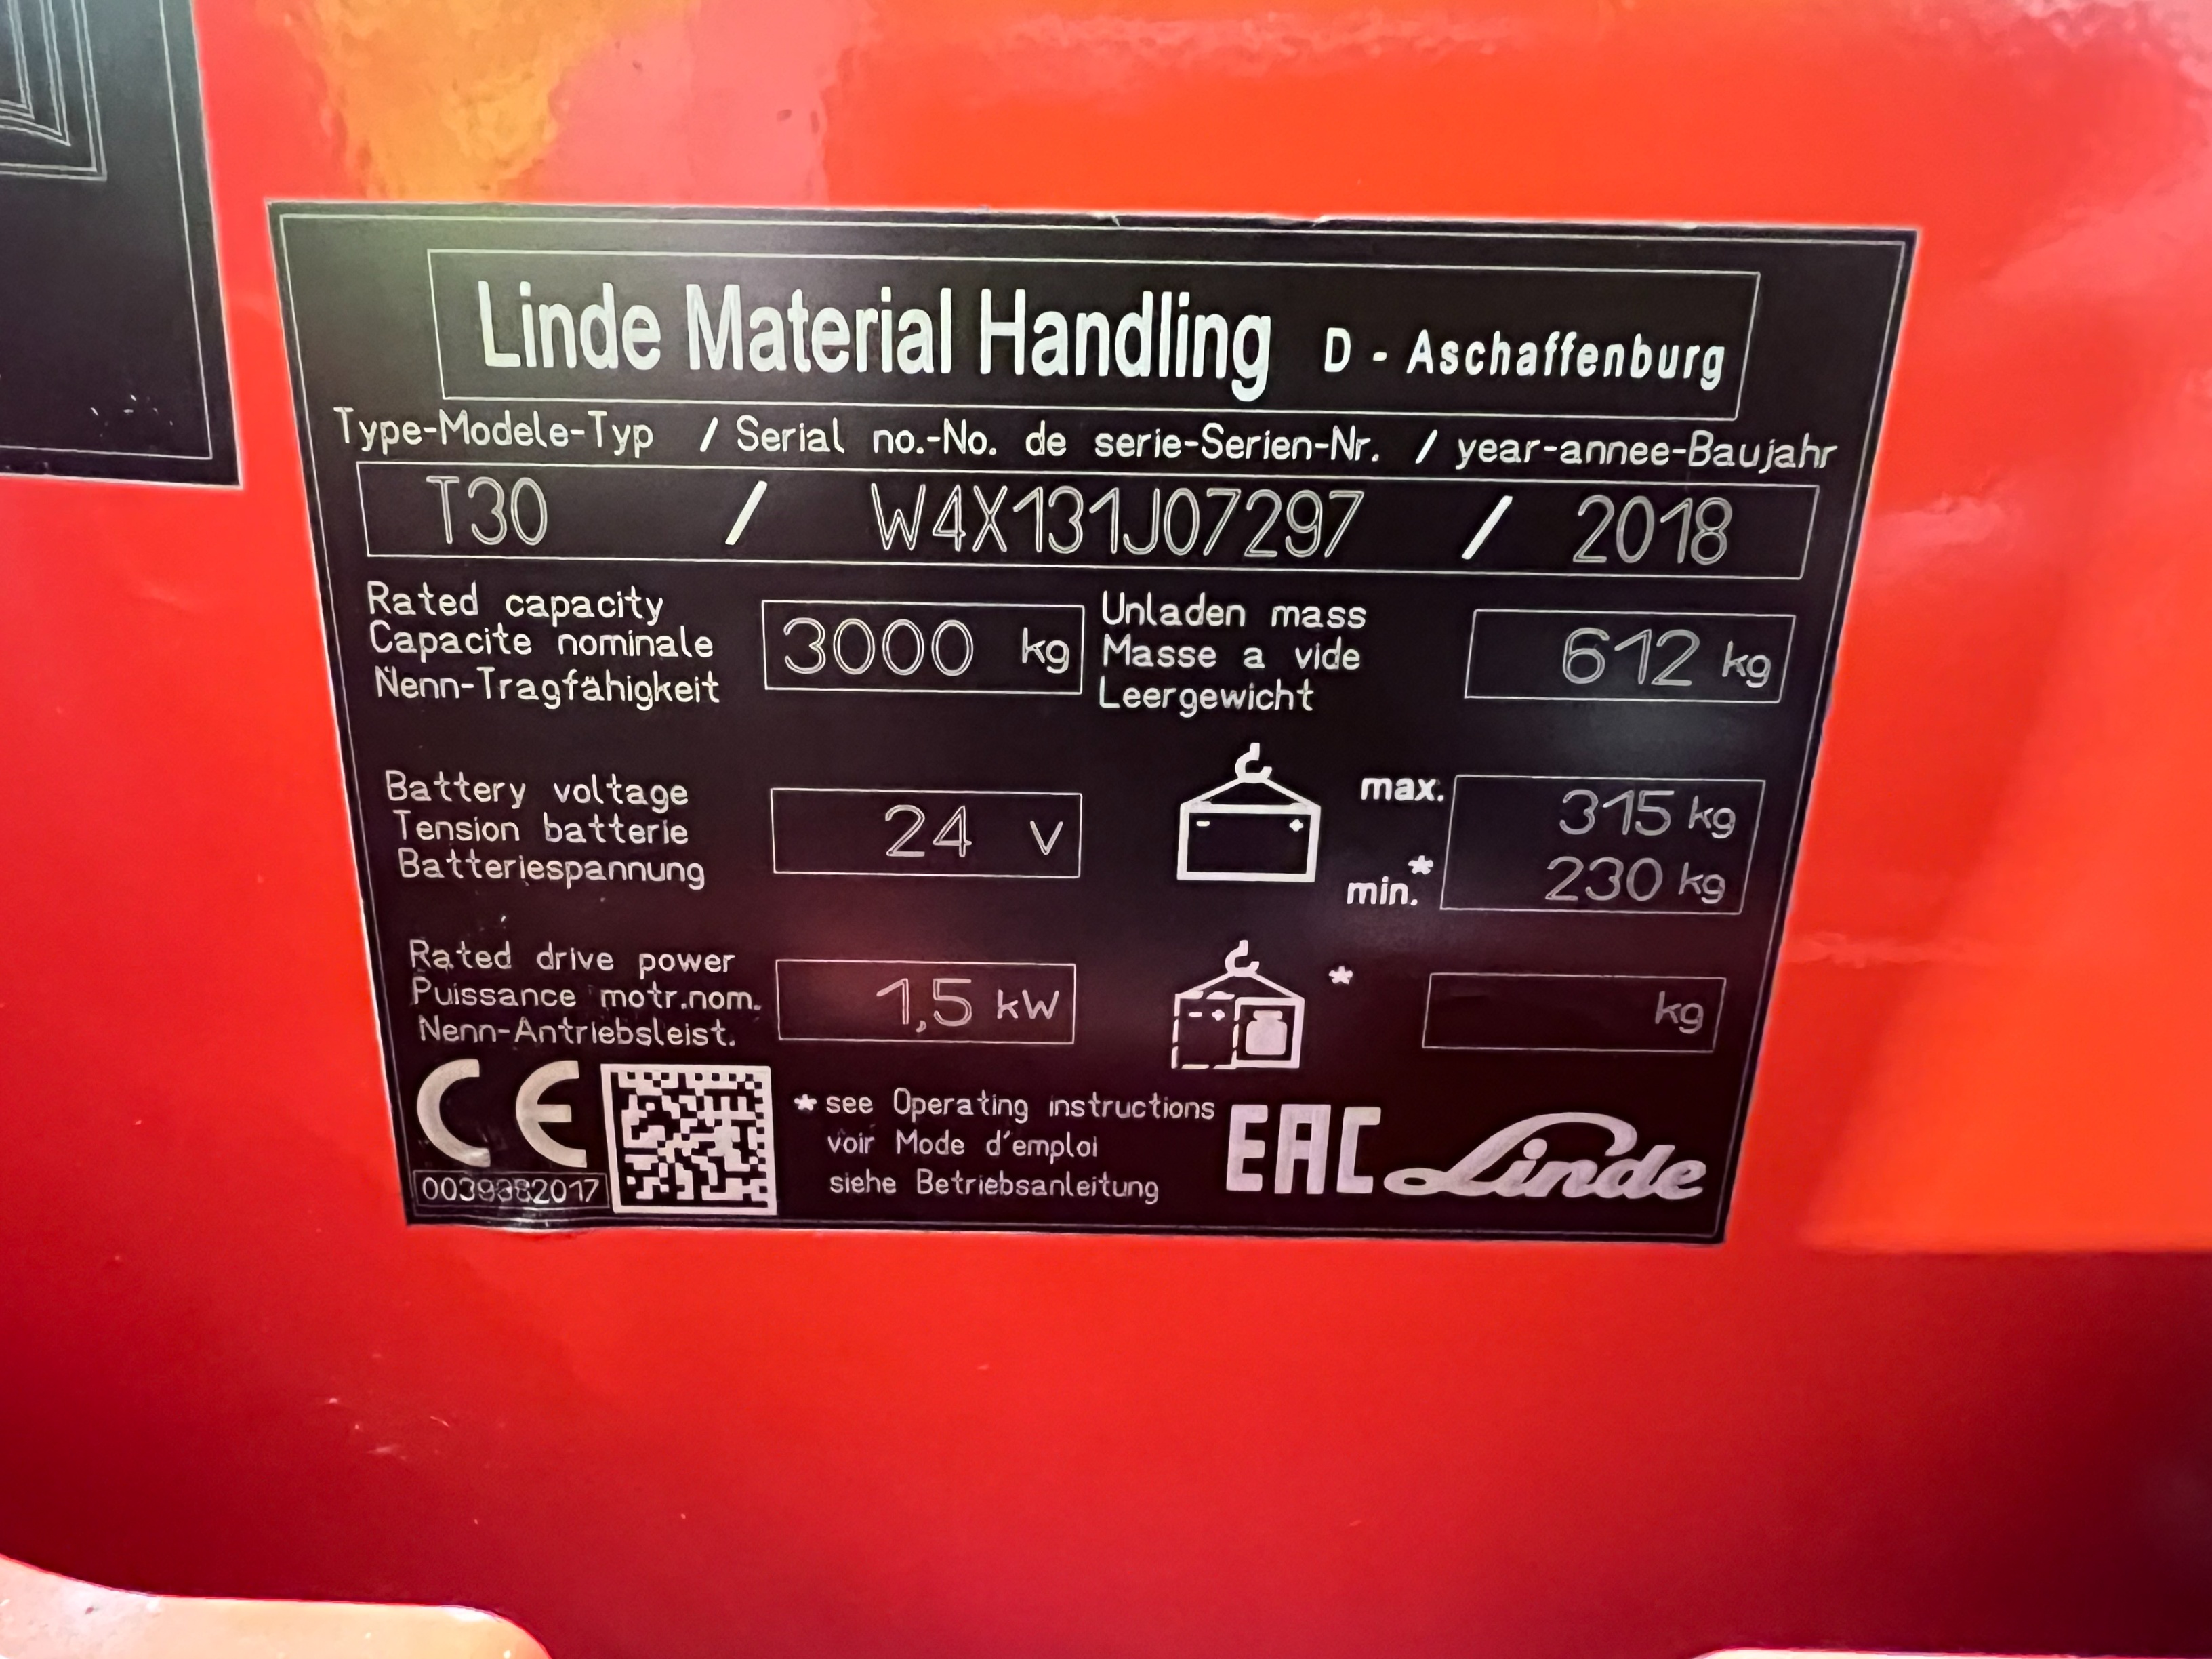 Linde Material Handling D - Aschaffenburg
Type-Modele-Typ / Serial no.-No. de serie-Serien-Nr. / year-annee-Baujahr
T30 / W4X131J07297 / 2018
Rated capacity
Capacite nominale
Nenn-Tragfähigkeit
3000 kg
Unladen mass
Masse a vide
Leergewicht
612 kg
Battery voltage
Tension batterie
Batteriespannung
24 V
- +
max. 315 kg
min.* 230 kg
Rated drive power
Puissance motr.nom.
Nenn-Antriebsleist.
1,5 kW
- +
* kg
CE
* see Operating instructions
voir Mode d'emploi
siehe Betriebsanleitung
EAC Linde